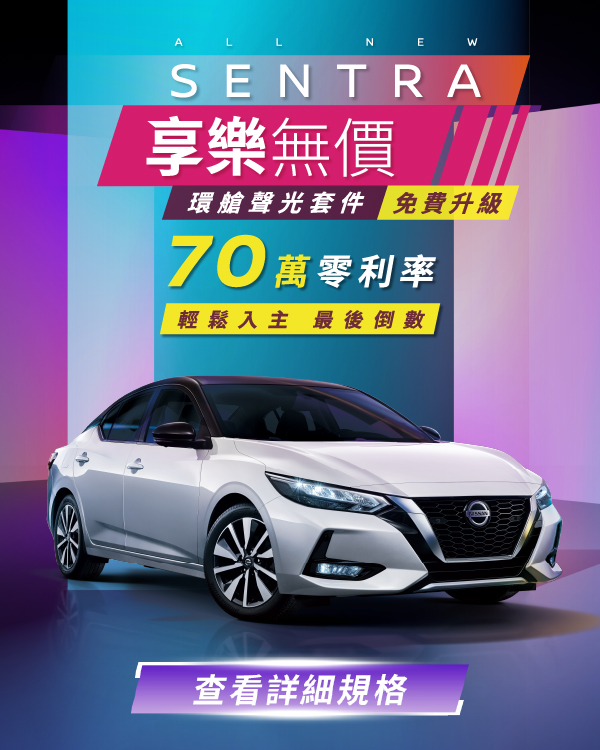 ALL NEW
SENTRA
享樂無價
環艙聲光套件 免費升級
70萬零利率
輕鬆入主 最後倒數
NISSAN
查看詳細規格